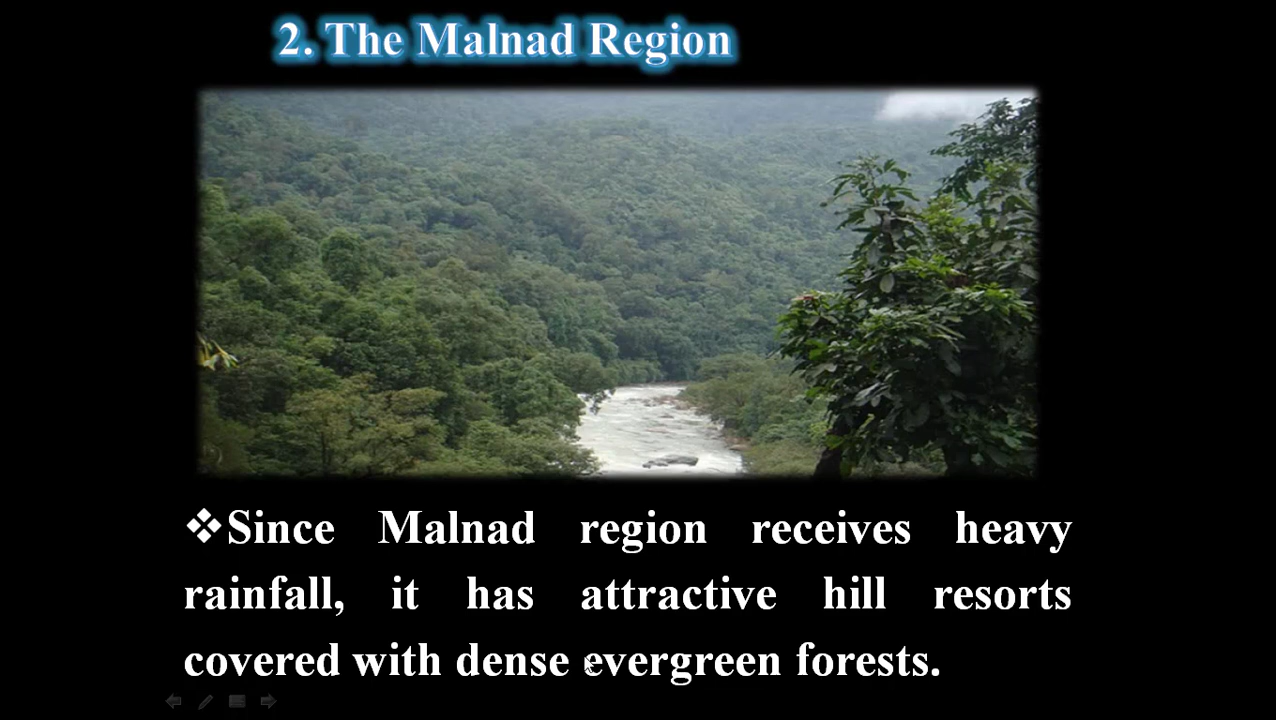 2. The Malnad Region
❖Since Malnad region receives heavy
rainfall, it has attractive hill resorts
covered with dense evergreen forests.